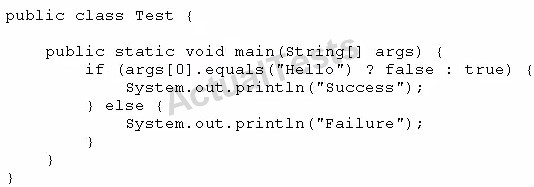 public class Test {
    public static void main(String[] args) {
        if (args[0].equals("Hello") ? false : true) {
            System.out.println("Success");
        } else {
            System.out.println("Failure");
        }
    }
}
ActualTests